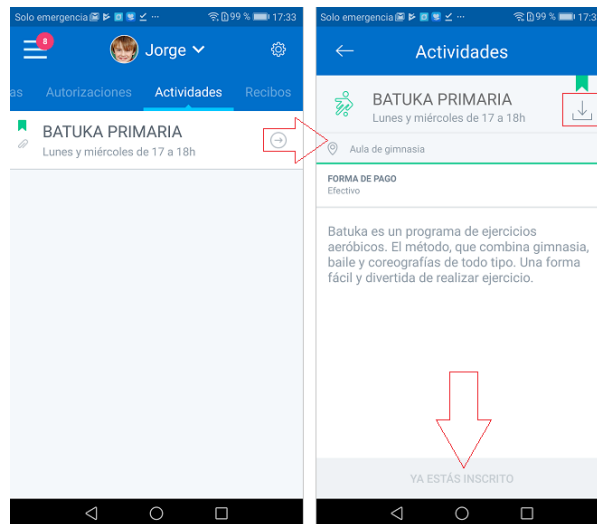 Solo emergencia 99 % 17:33
8
Jorge
as Autorizaciones Actividades Recibos
BATUKA PRIMARIA
Lunes y miércoles de 17 a 18h
Solo emergencia 99 % 17:3
Actividades
BATUKA PRIMARIA
Lunes y miércoles de 17 a 18h
Aula de gimnasia
FORMA DE PAGO
Efectivo
Batuka es un programa de ejercicios
aeróbicos. El método, que combina gimnasia,
baile y coreografías de todo tipo. Una forma
fácil y divertida de realizar ejercicio.
YA ESTÁS INSCRITO